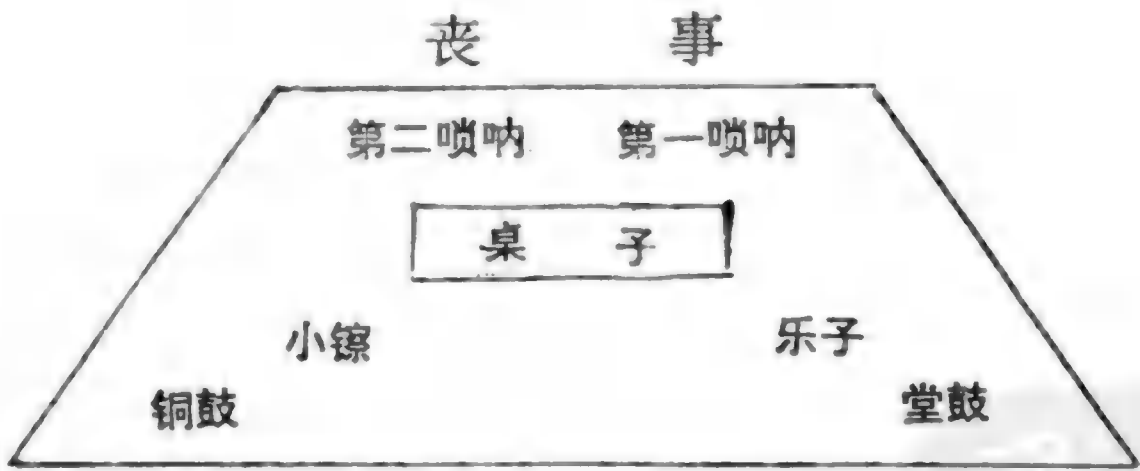 丧 事
第二唢呐 第一唢呐
桌 子
小镲 乐子
铜鼓 堂鼓